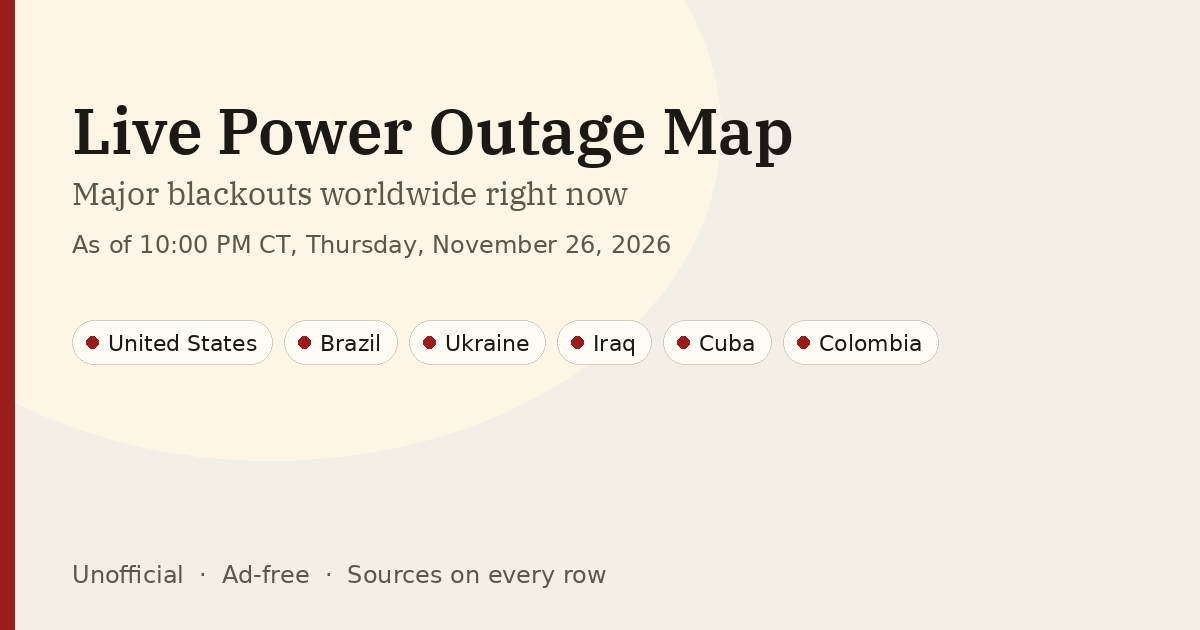 Live Power Outage Map
Major blackouts worldwide right now
As of 10:00 PM CT, Thursday, November 26, 2026
United States Brazil Ukraine Iraq Cuba Colombia
Unofficial · Ad-free · Sources on every row